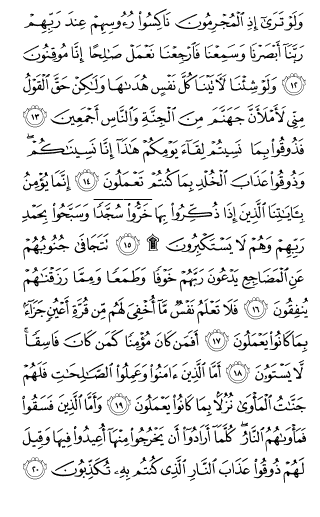 وَلَوْ تَرَىٰٓ إِذِ ٱلْمُجْرِمُونَ نَاكِسُوا۟ رُءُوسِهِمْ عِندَ رَبِّهِمْ
رَبَّنَآ أَبْصَرْنَا وَسَمِعْنَا فَٱرْجِعْنَا نَعْمَلْ صَـٰلِحًا إِنَّا مُوقِنُونَ
١٢ وَلَوْ شِئْنَا لَـَٔاتَيْنَا كُلَّ نَفْسٍ هُدَىٰهَا وَلَـٰكِنْ حَقَّ ٱلْقَوْلُ
مِنِّى لَأَمْلَأَنَّ جَهَنَّمَ مِنَ ٱلْجِنَّةِ وَٱلنَّاسِ أَجْمَعِينَ ١٣
فَذُوقُوا۟ بِمَا نَسِيتُمْ لِقَآءَ يَوْمِكُمْ هَـٰذَآ إِنَّا نَسِينَـٰكُمْ ۖ
وَذُوقُوا۟ عَذَابَ ٱلْخُلْدِ بِمَا كُنتُمْ تَعْمَلُونَ ١٤ إِنَّمَا يُؤْمِنُ
بِـَٔايَـٰتِنَا ٱلَّذِينَ إِذَا ذُكِّرُوا۟ بِهَا خَرُّوا۟ سُجَّدًا وَسَبَّحُوا۟ بِحَمْدِ
رَبِّهِمْ وَهُمْ لَا يَسْتَكْبِرُونَ ۩ ١٥ تَتَجَافَىٰ جُنُوبُهُمْ
عَنِ ٱلْمَضَاجِعِ يَدْعُونَ رَبَّهُمْ خَوْفًا وَطَمَعًا وَمِمَّا رَزَقْنَـٰهُمْ
يُنفِقُونَ ١٦ فَلَا تَعْلَمُ نَفْسٌ مَّآ أُخْفِىَ لَهُم مِّن قُرَّةِ أَعْيُنٍ جَزَآءًۢ
بِمَا كَانُوا۟ يَعْمَلُونَ ١٧ أَفَمَن كَانَ مُؤْمِنًا كَمَن كَانَ فَاسِقًا ۚ
لَّا يَسْتَوُۥنَ ١٨ أَمَّا ٱلَّذِينَ ءَامَنُوا۟ وَعَمِلُوا۟ ٱلصَّـٰلِحَـٰتِ فَلَهُمْ
جَنَّـٰتُ ٱلْمَأْوَىٰ نُزُلًۢا بِمَا كَانُوا۟ يَعْمَلُونَ ١٩ وَأَمَّا ٱلَّذِينَ فَسَقُوا۟
فَمَأْوَىٰهُمُ ٱلنَّارُ ۖ كُلَّمَآ أَرَادُوٓا۟ أَن يَخْرُجُوا۟ مِنْهَآ أُعِيدُوا۟ فِيهَا وَقِيلَ
لَهُمْ ذُوقُوا۟ عَذَابَ ٱلنَّارِ ٱلَّذِى كُنتُم بِهِۦ تُكَذِّبُونَ ٢٠